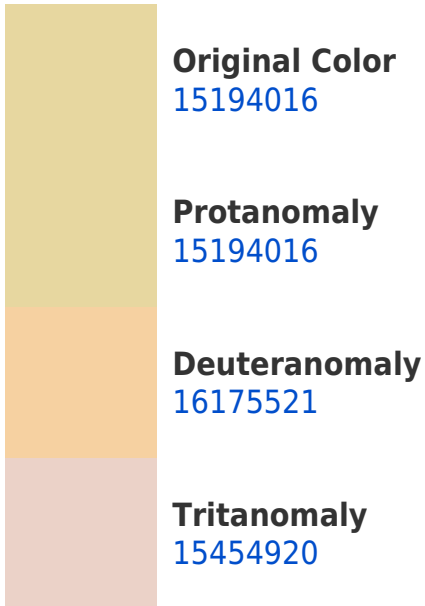 Original Color
15194016
Protanomaly
15194016
Deuteranomaly
16175521
Tritanomaly
15454920